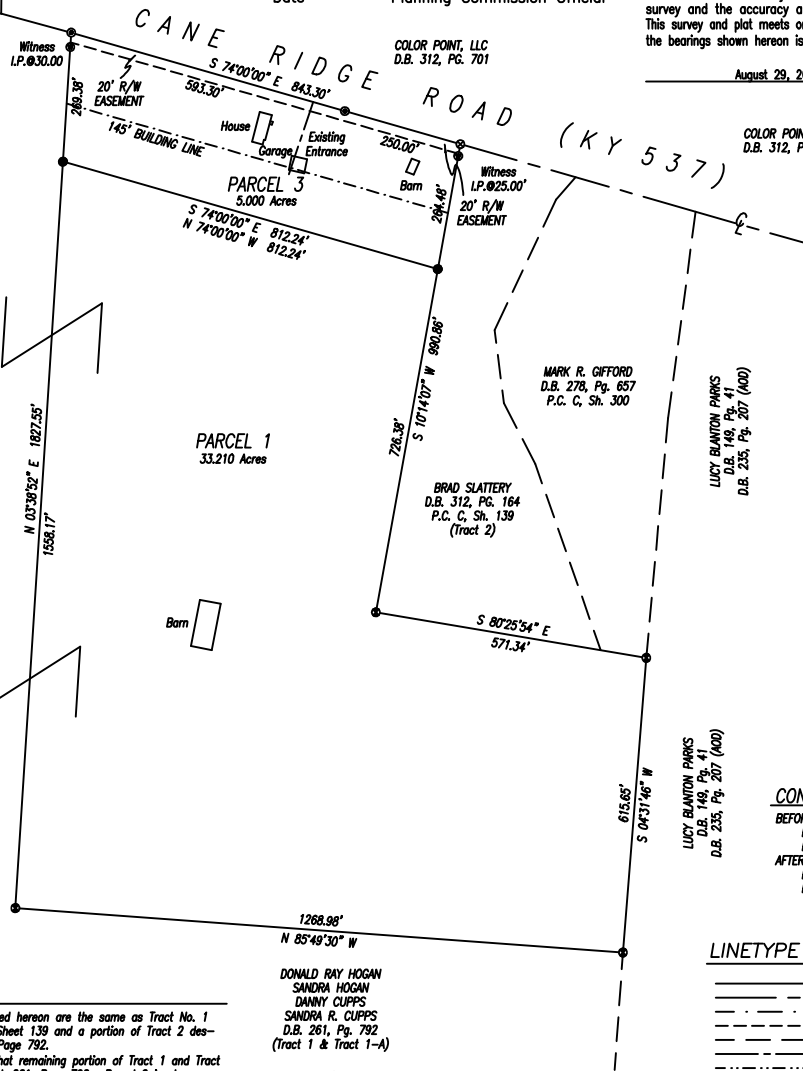 Planning Commission Official
survey and the accuracy a
This survey and plat meets o
the bearings shown hereon is
August 29, 2
CANE RIDGE ROAD (KY 537)
COLOR POINT, LLC
D.B. 312, PG. 701
Witness
I.P.@30.00
S 74°00'00" E 843.30'
593.30'
20' R/W
EASEMENT
269.38'
145' BUILDING LINE
House
Garage
Existing
Entrance
250.00'
Barn
Witness
I.P.@25.00'
20' R/W
EASEMENT
264.48'
COLOR POIN
D.B. 312, P
PARCEL 3
5.000 Acres
S 74°00'00" E 812.24'
N 74°00'00" W 812.24'
MARK R. GIFFORD
D.B. 278, Pg. 657
P.C. C, Sh. 300
S 10°14'07" W 990.86'
726.38'
LUCY BLANTON PARKS
D.B. 149, Pg. 41
D.B. 235, Pg. 207 (AOD)
PARCEL 1
33.210 Acres
N 03°38'52" E 1827.55'
1558.17'
BRAD SLATTERY
D.B. 312, PG. 164
P.C. C, Sh. 139
(Tract 2)
Barn
S 80°25'54" E
571.34'
615.65'
S 04°31'46" W
LUCY BLANTON PARKS
D.B. 149, Pg. 41
D.B. 235, Pg. 207 (AOD)
CON
BEFOR
AFTER
1268.98'
N 85°49'30" W
DONALD RAY HOGAN
SANDRA HOGAN
DANNY CUPPS
SANDRA R. CUPPS
D.B. 261, Pg. 792
(Tract 1 & Tract 1-A)
LINETYPE
ed hereon are the same as Tract No. 1
Sheet 139 and a portion of Tract 2 des-
Page 792.
hat remaining portion of Tract 1 and Tract